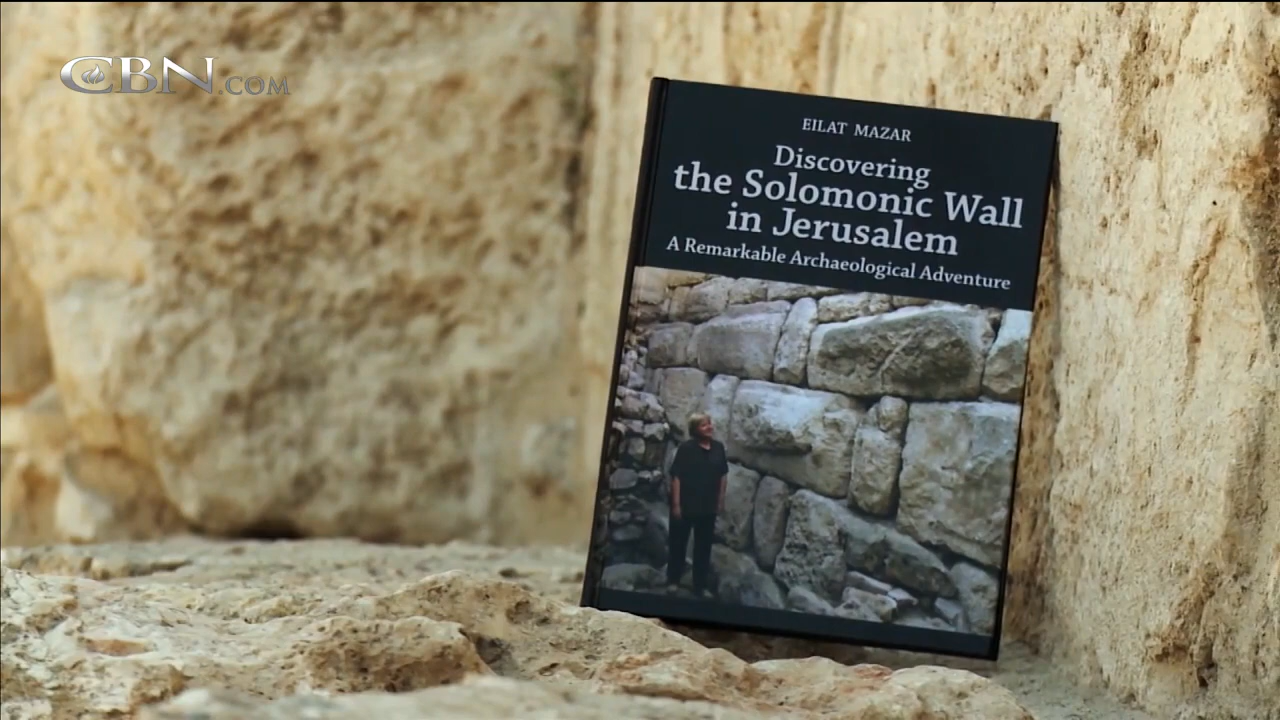 CBN.COM
EILAT MAZAR
Discovering
the Solomonic Wall
in Jerusalem
A Remarkable Archaeological Adventure